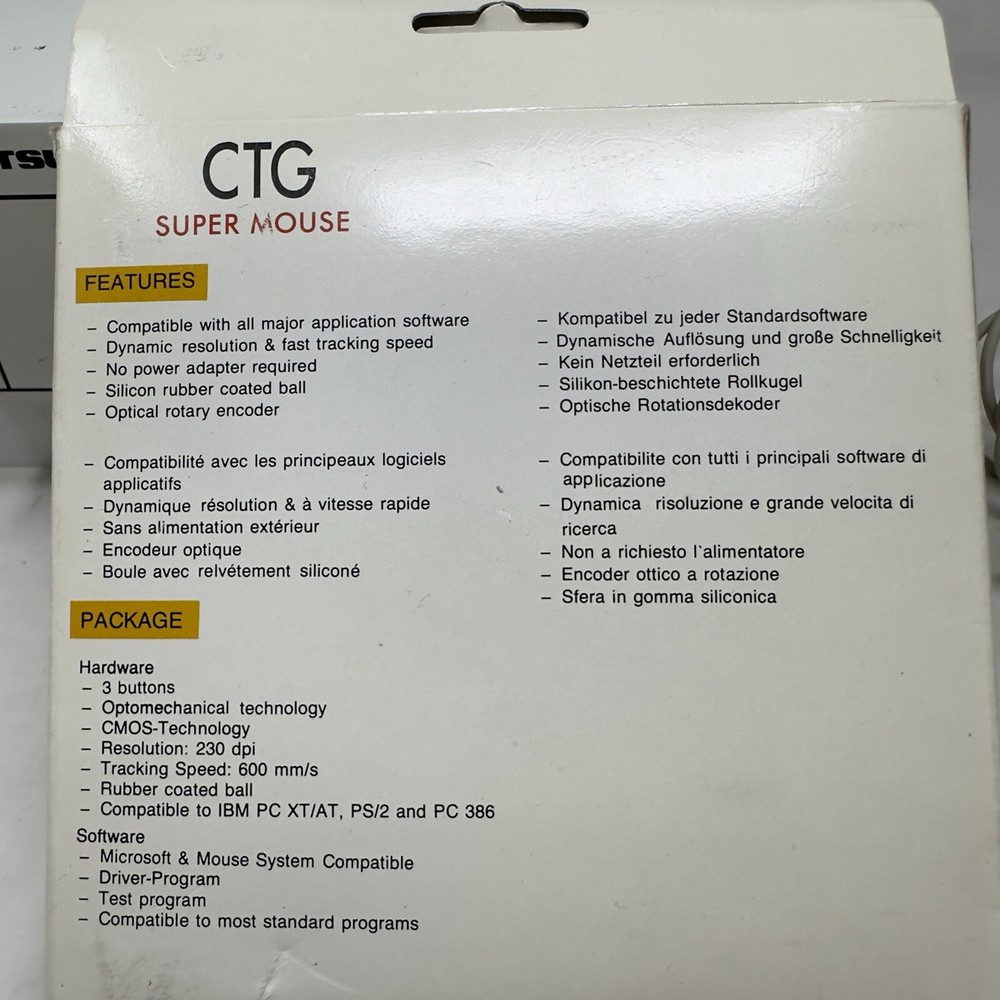 CTG
SUPER MOUSE
FEATURES
– Compatible with all major application software
– Dynamic resolution & fast tracking speed
– No power adapter required
– Silicon rubber coated ball
– Optical rotary encoder
– Kompatibel zu jeder Standardsoftware
– Dynamische Auflösung und große Schnelligkeit
– Kein Netzteil erforderlich
– Silikon-beschichtete Rollkugel
– Optische Rotationsdekoder
– Compatibilité avec les principeaux logiciels
applicatifs
– Dynamique résolution & à vitesse rapide
– Sans alimentation extérieur
– Encodeur optique
– Boule avec relvétement siliconé
– Compatibilite con tutti i principali software di
applicazione
– Dynamica risoluzione e grande velocita di
ricerca
– Non a richiesto l`alimentatore
– Encoder ottico a rotazione
– Sfera in gomma siliconica
PACKAGE
Hardware
– 3 buttons
– Optomechanical technology
– CMOS-Technology
– Resolution: 230 dpi
– Tracking Speed: 600 mm/s
– Rubber coated ball
– Compatible to IBM PC XT/AT, PS/2 and PC 386
Software
– Microsoft & Mouse System Compatible
– Driver-Program
– Test program
– Compatible to most standard programs